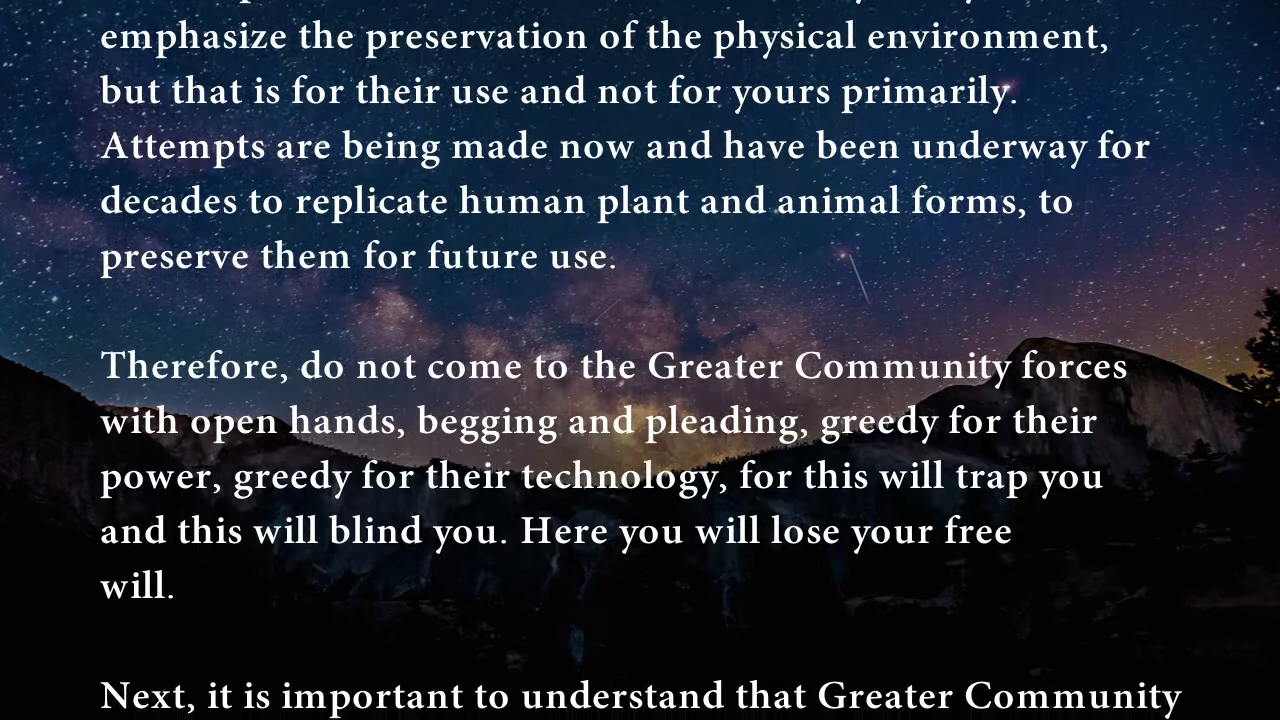 emphasize the preservation of the physical environment,
but that is for their use and not for yours primarily.
Attempts are being made now and have been underway for
decades to replicate human plant and animal forms, to
preserve them for future use.
Therefore, do not come to the Greater Community forces
with open hands, begging and pleading, greedy for their
power, greedy for their technology, for this will trap you
and this will blind you. Here you will lose your free
will.
Next, it is important to understand that Greater Community